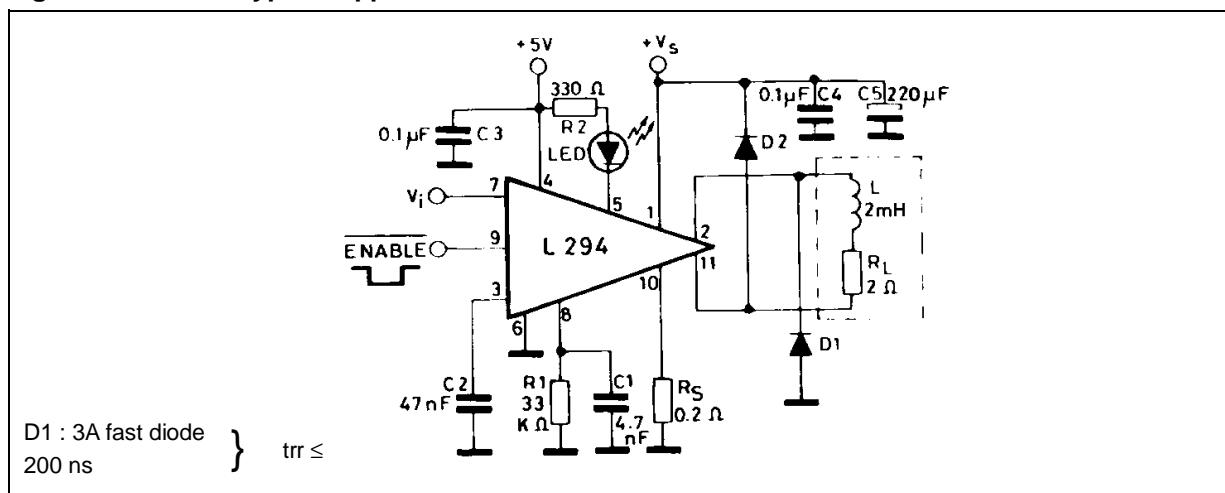 +5V
+Vs
330 Ω
R2
0.1µF
C3
LED
0.1µF C4
C5 220µF
D2
Vi
7
4
5
1
2
11
10
9
3
6
8
L 294
ENABLE
L
2mH
RL
2 Ω
D1
C2
47nF
R1
33
KΩ
C1
4.7
nF
RS
0.2 Ω
D1 : 3A fast diode
200 ns
} trr ≤